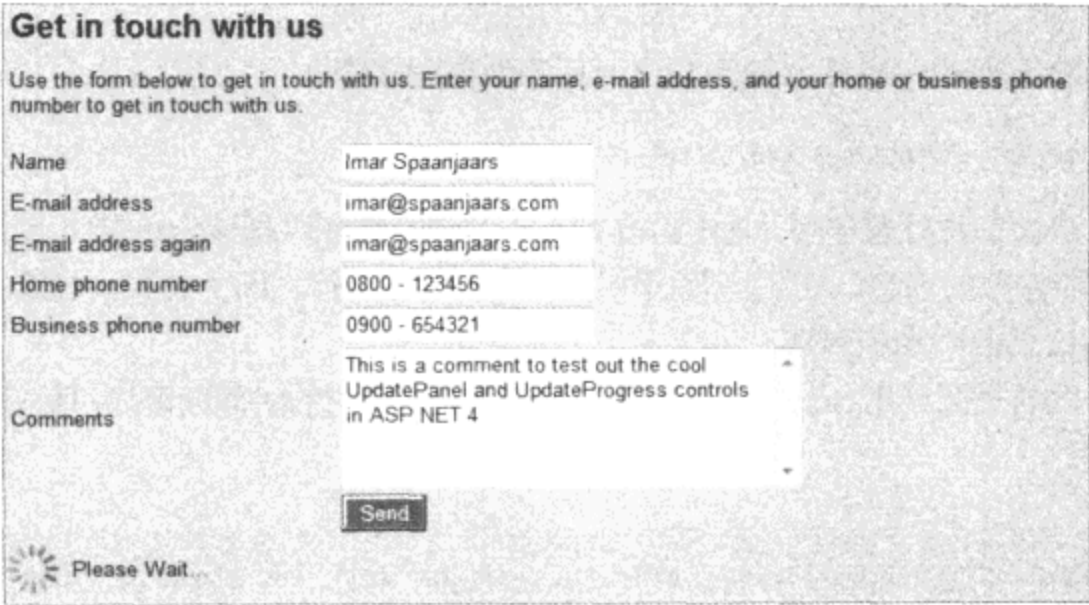 Get in touch with us
Use the form below to get in touch with us. Enter your name, e-mail address, and your home or business phone
number to get in touch with us.
Name Imar Spaanjaars
E-mail address imar@spaanjaars.com
E-mail address again imar@spaanjaars.com
Home phone number 0800 - 123456
Business phone number 0900 - 654321
This is a comment to test out the cool
UpdatePanel and UpdateProgress controls
in ASP NET 4
Comments
Send
Please Wait...